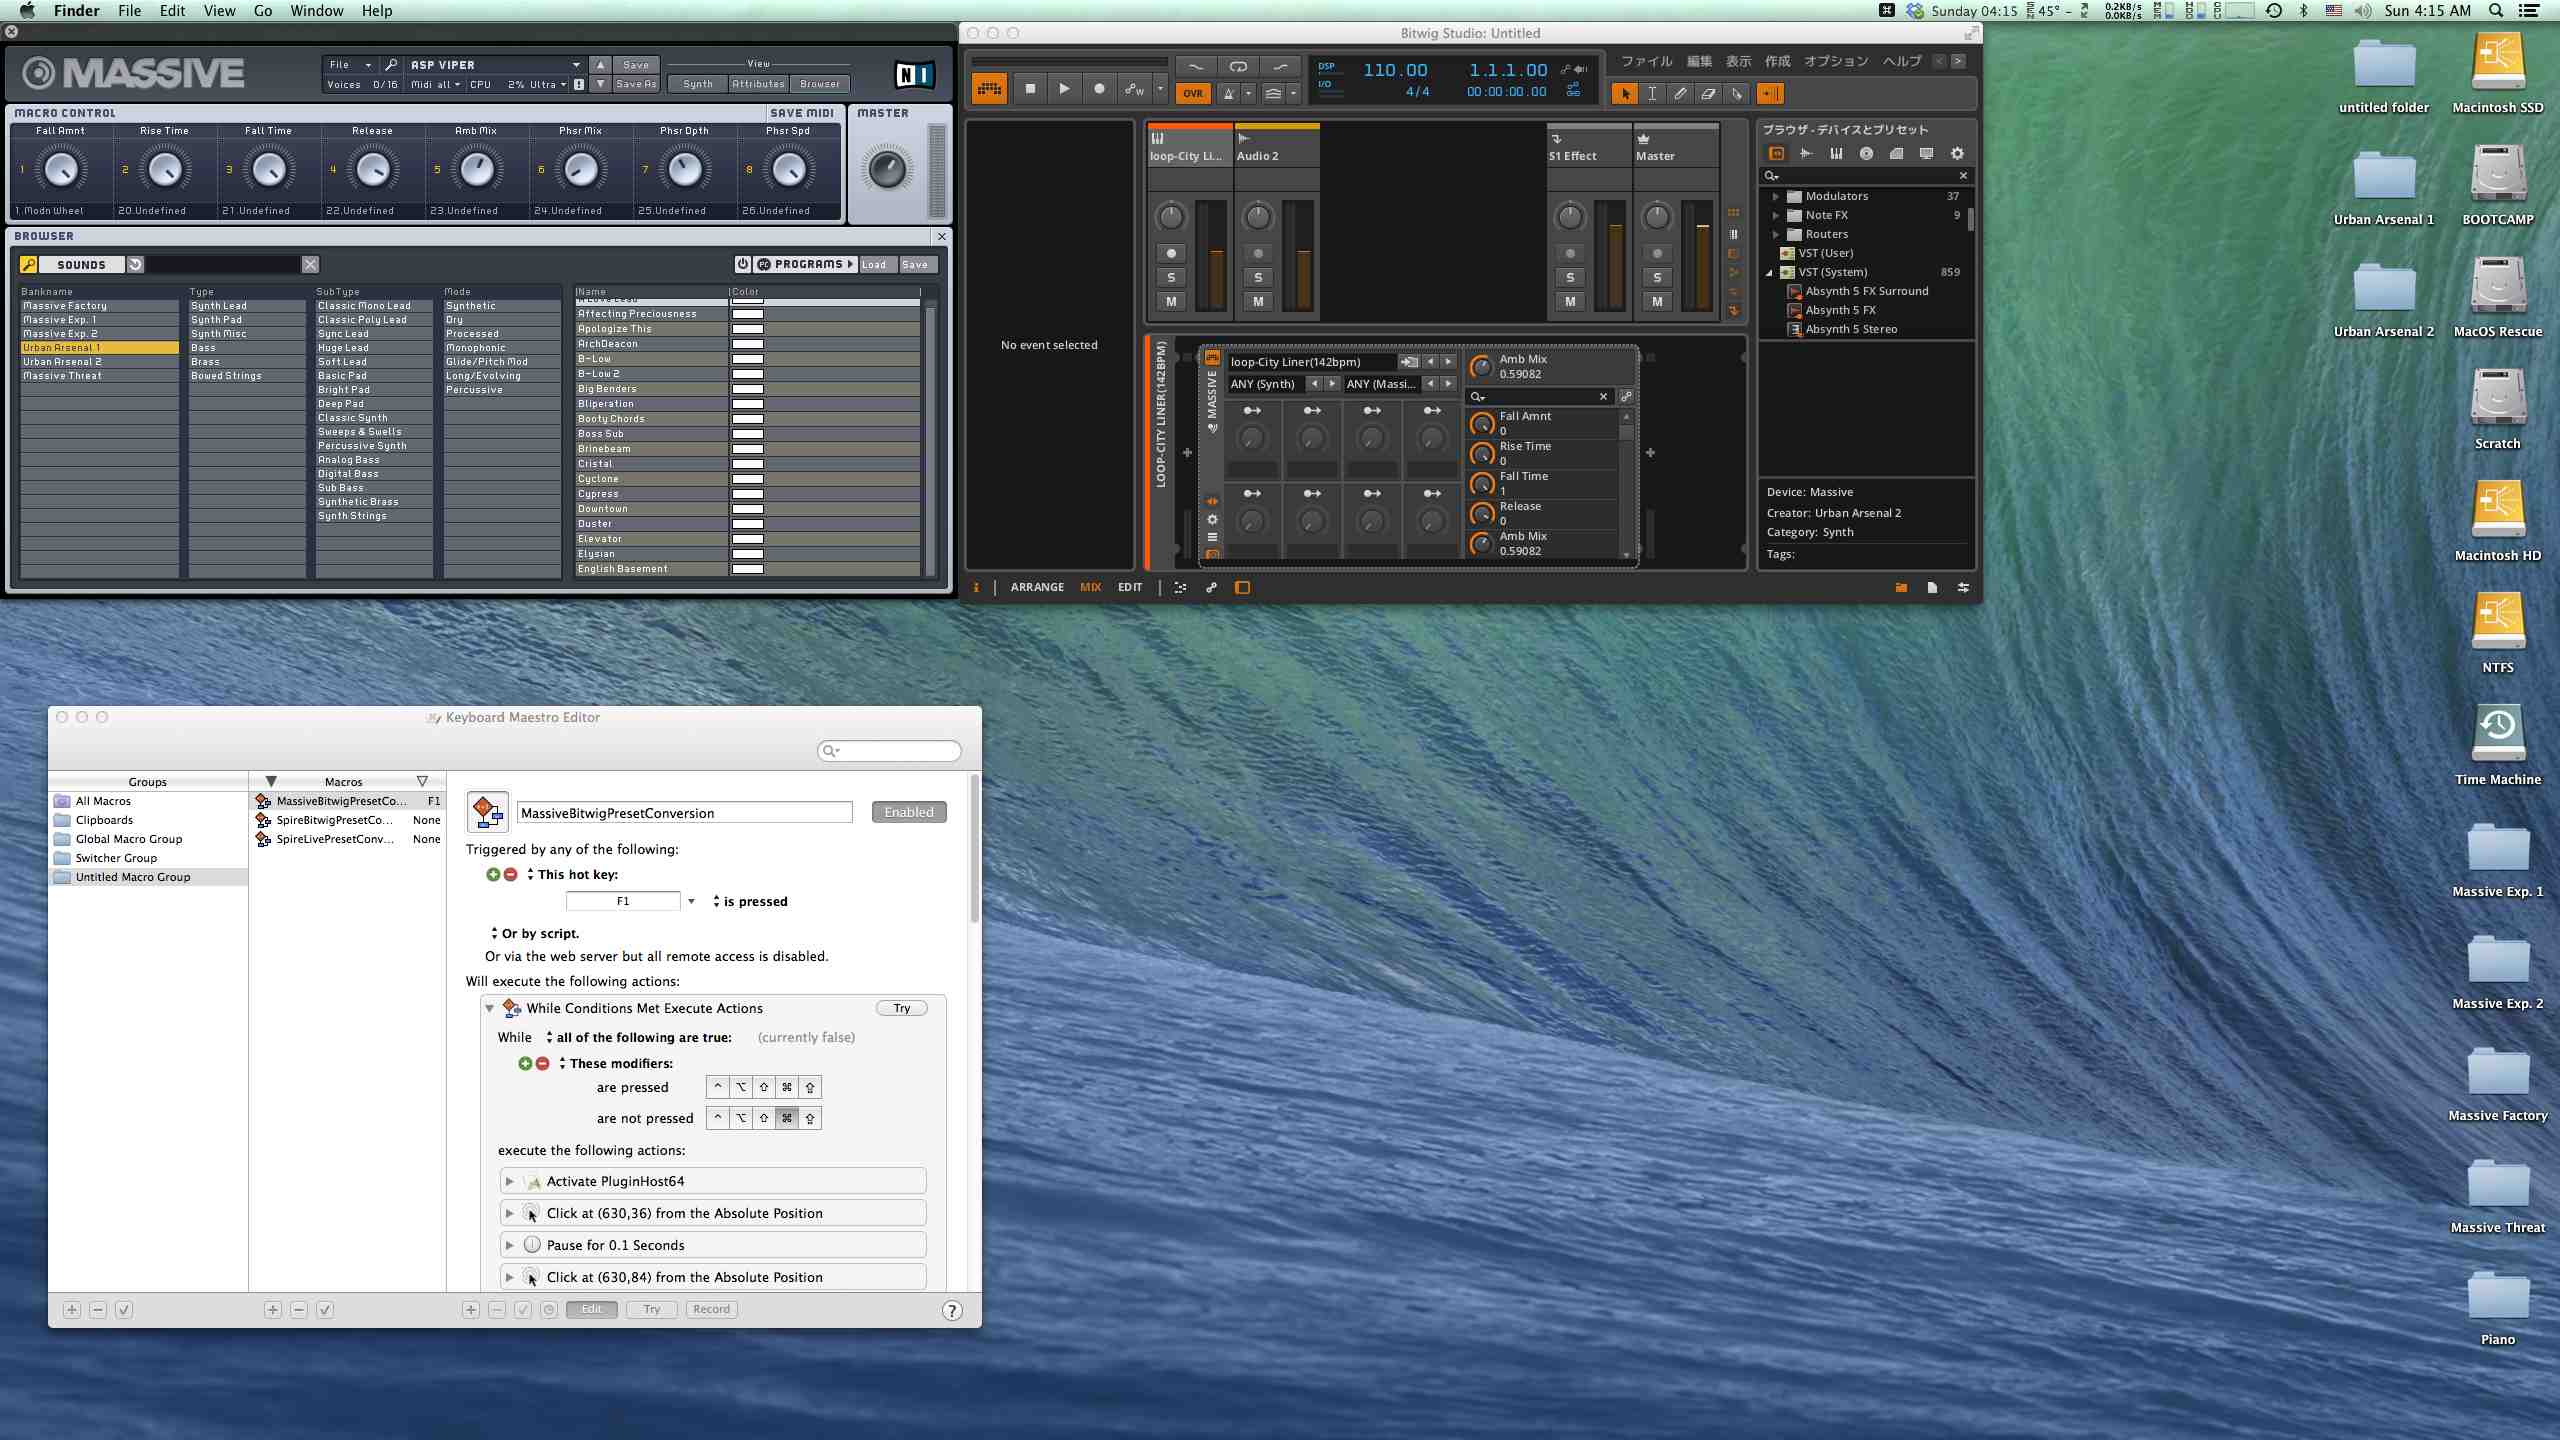 Finder File Edit View Go Window Help
Sunday 04:15 45° - 0.2KB/s 0.0KB/s Sun 4:15 AM
MASSIVE
File ASP VIPER Save View
Voices 0/16 Midi all CPU 2% Ultra Save As Synth Attributes Browser
MACRO CONTROL SAVE MIDI MASTER
Fall Amnt Rise Time Fall Time Release Amb Mix Phsr Mix Phsr Dpth Phsr Spd
1 2 3 4 5 6 7 8
1.Modn Wheel 20.Undefined 21.Undefined 22.Undefined 23.Undefined 24.Undefined 25.Undefined 26.Undefined
BROWSER
SOUNDS PROGRAMS Load Save
Bankname
Massive Factory
Massive Exp. 1
Massive Exp. 2
Urban Arsenal 1
Urban Arsenal 2
Massive Threat
Type
Synth Lead
Synth Pad
Synth Misc
Bass
Brass
Bowed Strings
SubType
Classic Mono Lead
Classic Poly Lead
Sync Lead
Huge Lead
Soft Lead
Basic Pad
Bright Pad
Deep Pad
Classic Synth
Sweeps & Swells
Percussive Synth
Analog Bass
Digital Bass
Sub Bass
Synthetic Brass
Synth Strings
Mode
Synthetic
Dry
Processed
Monophonic
Glide/Pitch Mod
Long/Evolving
Percussive
Name Color
A Love Lead
Affecting Preciousness
Apologize This
ArchDeacon
B-Low
B-Low 2
Big Benders
Bliperation
Booty Chords
Boss Sub
Brinebeam
Cristal
Cyclone
Cypress
Downtown
Duster
Elevator
Elysian
English Basement
Bitwig Studio: Untitled
OVR
DSP 110.00 1.1.1.00
I/O 4/4 00:00:00.00
ファイル 編集 表示 作成 オプション ヘルプ
No event selected
loop-City Li... Audio 2 S1 Effect Master
S S S S
M M M M
LOOP-CITY LINER(142BPM)
MASSIVE
loop-City Liner(142bpm)
ANY (Synth) ANY (Massi...
Amb Mix
0.59082
Fall Amnt
0
Rise Time
0
Fall Time
1
Release
0
Amb Mix
0.59082
ブラウザ - デバイスとプリセット
Modulators 37
Note FX 9
Routers
VST (User)
VST (System) 859
Absynth 5 FX Surround
Absynth 5 FX
Absynth 5 Stereo
Device: Massive
Creator: Urban Arsenal 2
Category: Synth
Tags:
ARRANGE MIX EDIT
Keyboard Maestro Editor
Groups
All Macros
Clipboards
Global Macro Group
Switcher Group
Untitled Macro Group
Macros
MassiveBitwigPresetCo... F1
SpireBitwigPresetCo... None
SpireLivePresetConv... None
MassiveBitwigPresetConversion Enabled
Triggered by any of the following:
This hot key:
F1 is pressed
Or by script.
Or via the web server but all remote access is disabled.
Will execute the following actions:
While Conditions Met Execute Actions Try
While all of the following are true: (currently false)
These modifiers:
are pressed ^ ⌥ ⇧ ⌘ ⇪
are not pressed ^ ⌥ ⇧ ⌘ ⇪
execute the following actions:
Activate PluginHost64
Click at (630,36) from the Absolute Position
Pause for 0.1 Seconds
Click at (630,84) from the Absolute Position
Edit Try Record ?
untitled folder
Urban Arsenal 1
Urban Arsenal 2
Macintosh SSD
BOOTCAMP
MacOS Rescue
Scratch
Macintosh HD
NTFS
Time Machine
Massive Exp. 1
Massive Exp. 2
Massive Factory
Massive Threat
Piano